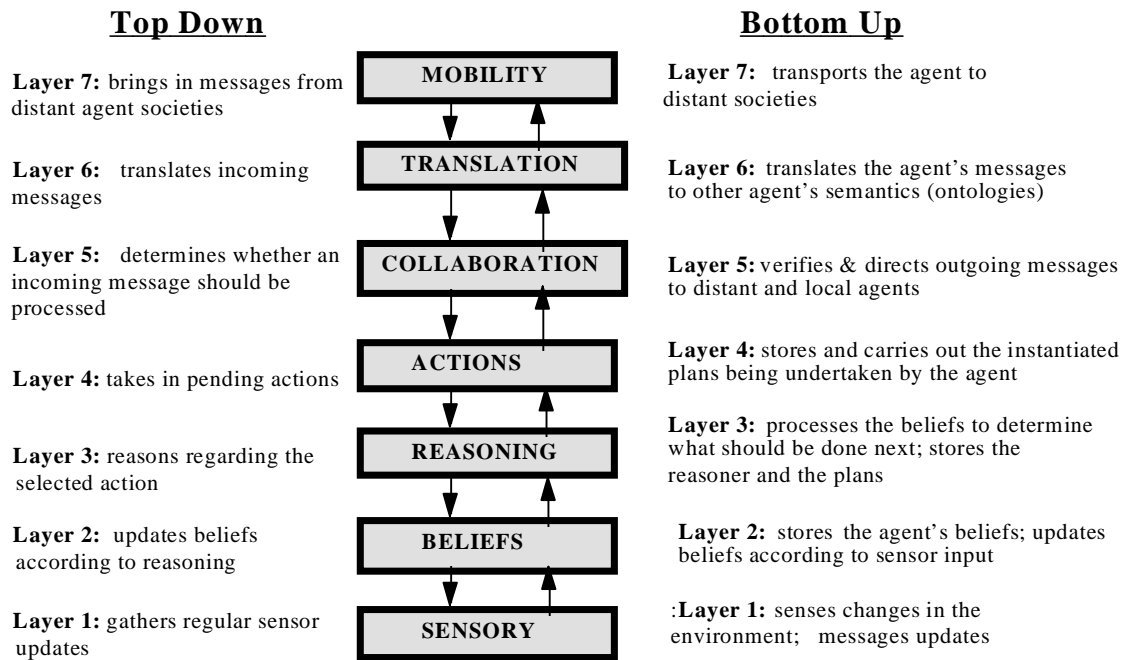 Top Down
Bottom Up
Layer 7: brings in messages from
distant agent societies
MOBILITY
Layer 7: transports the agent to
distant societies
Layer 6: translates incoming
messages
TRANSLATION
Layer 6: translates the agent's messages
to other agent's semantics (ontologies)
Layer 5: determines whether an
incoming message should be
processed
COLLABORATION
Layer 5: verifies & directs outgoing messages
to distant and local agents
Layer 4: takes in pending actions
ACTIONS
Layer 4: stores and carries out the instantiated
plans being undertaken by the agent
Layer 3: reasons regarding the
selected action
REASONING
Layer 3: processes the beliefs to determine
what should be done next; stores the
reasoner and the plans
Layer 2: updates beliefs
according to reasoning
BELIEFS
Layer 2: stores the agent's beliefs; updates
beliefs according to sensor input
Layer 1: gathers regular sensor
updates
SENSORY
:Layer 1: senses changes in the
environment; messages updates